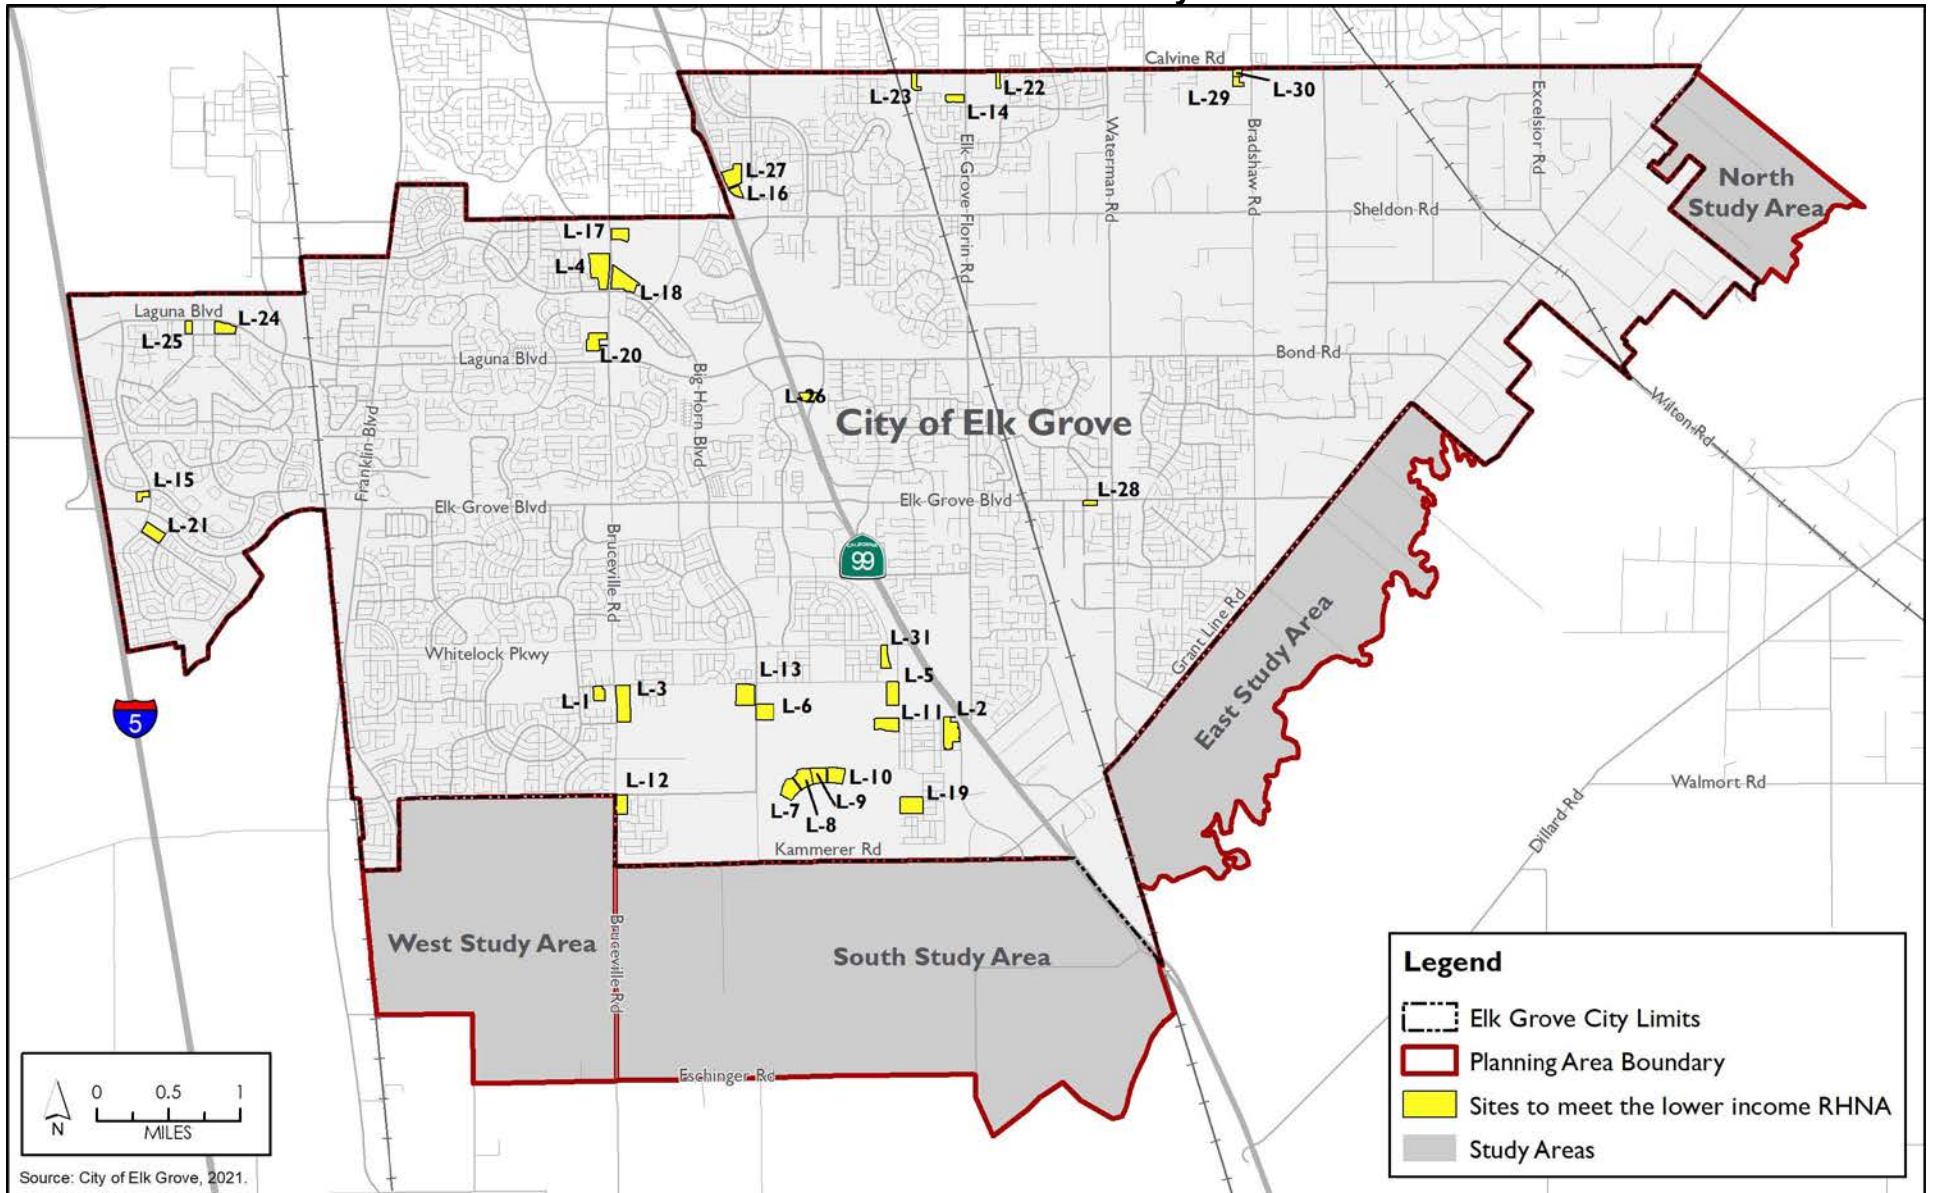 Calvine Rd
L-23
L-22
L-14
L-29
L-30
Elk Grove-Florin Rd
Waterman Rd
Bradshaw Rd
Excelsior Rd
North
Study Area
L-27
L-16
Sheldon Rd
L-17
L-4
L-18
Laguna Blvd
L-24
L-25
L-20
Laguna Blvd
Bond Rd
Big Horn Blvd
L-26
City of Elk Grove
Wilton Rd
Franklin Blvd
L-15
L-21
Elk Grove Blvd
Elk Grove Blvd
L-28
Bruceville Rd
CALIFORNIA
99
Grant Line Rd
East Study Area
L-31
Whitelock Pkwy
L-13
L-5
L-1
L-3
L-6
L-11
L-2
5
L-12
L-10
L-9
L-7
L-8
L-19
Kammerer Rd
Walmort Rd
Dillard Rd
West Study Area
Bruceville Rd
South Study Area
Eschinger Rd
Legend
Elk Grove City Limits
Planning Area Boundary
Sites to meet the lower income RHNA
Study Areas
N
0 0.5 1
MILES
Source: City of Elk Grove, 2021.